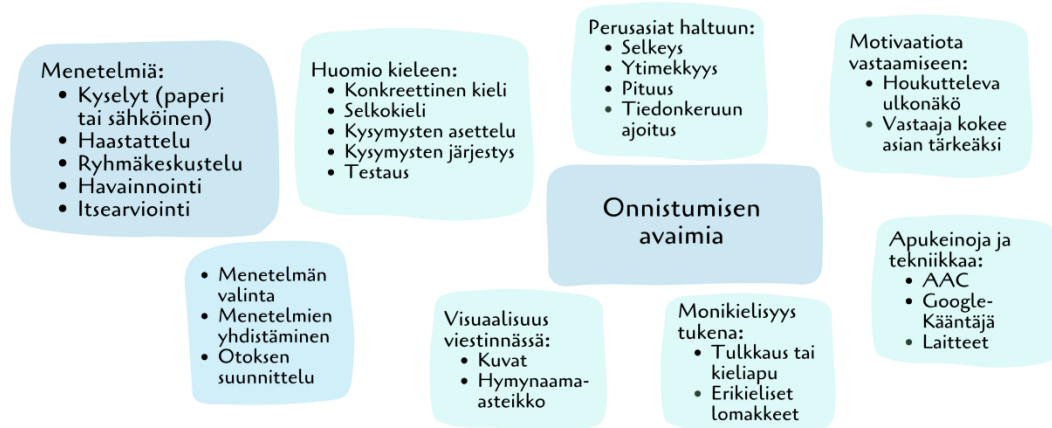 Menetelmiä:
• Kyselyt (paperi
tai sähköinen)
• Haastattelu
• Ryhmäkeskustelu
• Havainnointi
• Itsearviointi
Huomio kieleen:
• Konkreettinen kieli
• Selkokieli
• Kysymysten asettelu
• Kysymysten järjestys
• Testaus
Perusasiat haltuun:
• Selkeys
• Ytimekkyys
• Pituus
• Tiedonkeruun
ajoitus
Motivaatiota
vastaamiseen:
• Houkutteleva
ulkonäkö
• Vastaaja kokee
asian tärkeäksi
Onnistumisen
avaimia
• Menetelmän
valinta
• Menetelmien
yhdistäminen
• Otoksen
suunnittelu
Visuaalisuus
viestinnässä:
• Kuvat
• Hymynaama-
asteikko
Monikielisyys
tukena:
• Tulkkaus tai
kieliapu
• Erikieliset
lomakkeet
Apukeinoja ja
tekniikkaa:
• AAC
• Google-
Kääntäjä
• Laitteet